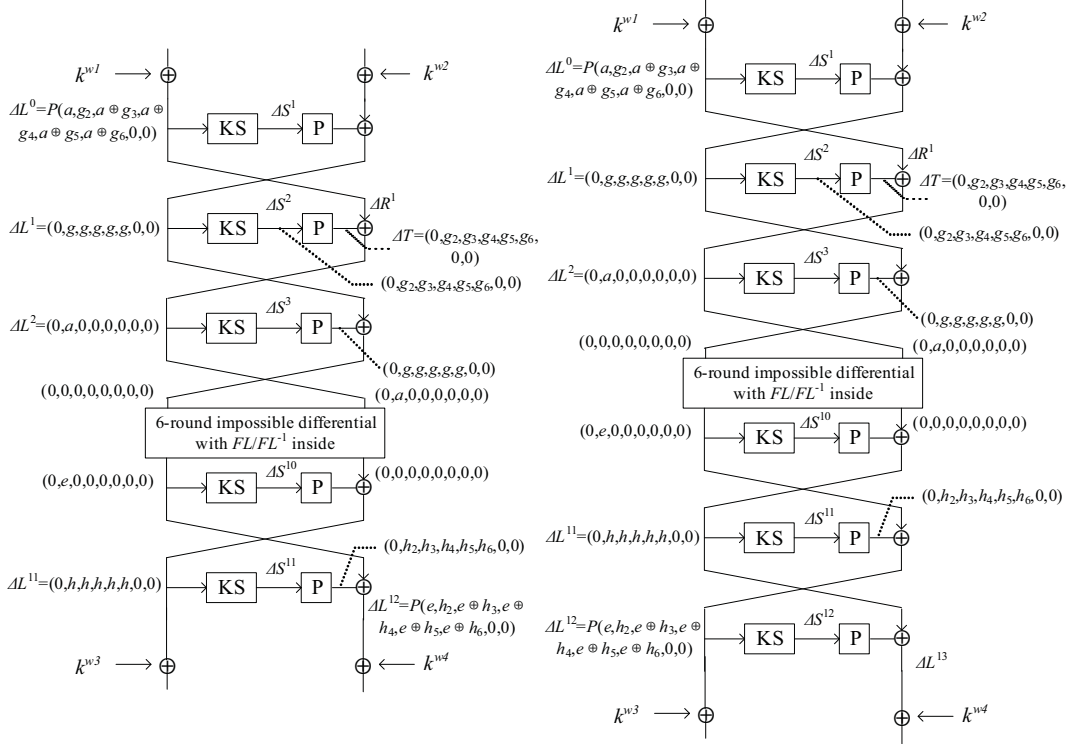 k^{w1}
k^{w2}
ΔL^0=P(a,g_2,a⊕g_3,a⊕
g_4,a⊕g_5,a⊕g_6,0,0)
KS
ΔS^1
P
ΔL^1=(0,g,g,g,g,g,0,0)
KS
ΔS^2
P
ΔR^1
ΔT=(0,g_2,g_3,g_4,g_5,g_6,
0,0)
(0,g_2,g_3,g_4,g_5,g_6,0,0)
ΔL^2=(0,a,0,0,0,0,0,0)
KS
ΔS^3
P
(0,g,g,g,g,g,0,0)
(0,0,0,0,0,0,0,0)
(0,a,0,0,0,0,0,0)
6-round impossible differential
with FL/FL^{-1} inside
(0,e,0,0,0,0,0,0)
KS
ΔS^{10}
P
(0,0,0,0,0,0,0,0)
(0,h_2,h_3,h_4,h_5,h_6,0,0)
ΔL^{11}=(0,h,h,h,h,h,0,0)
KS
ΔS^{11}
P
ΔL^{12}=P(e,h_2,e⊕h_3,e⊕
h_4,e⊕h_5,e⊕h_6,0,0)
k^{w3}
k^{w4}
k^{w1}
k^{w2}
ΔL^0=P(a,g_2,a⊕g_3,a⊕
g_4,a⊕g_5,a⊕g_6,0,0)
KS
ΔS^1
P
ΔL^1=(0,g,g,g,g,g,0,0)
KS
ΔS^2
P
ΔR^1
ΔT=(0,g_2,g_3,g_4,g_5,g_6,
0,0)
(0,g_2,g_3,g_4,g_5,g_6,0,0)
ΔL^2=(0,a,0,0,0,0,0,0)
KS
ΔS^3
P
(0,g,g,g,g,g,0,0)
(0,0,0,0,0,0,0,0)
(0,a,0,0,0,0,0,0)
6-round impossible differential
with FL/FL^{-1} inside
(0,e,0,0,0,0,0,0)
KS
ΔS^{10}
P
(0,0,0,0,0,0,0,0)
(0,h_2,h_3,h_4,h_5,h_6,0,0)
ΔL^{11}=(0,h,h,h,h,h,0,0)
KS
ΔS^{11}
P
ΔL^{12}=P(e,h_2,e⊕h_3,e⊕
h_4,e⊕h_5,e⊕h_6,0,0)
KS
ΔS^{12}
P
ΔL^{13}
k^{w3}
k^{w4}